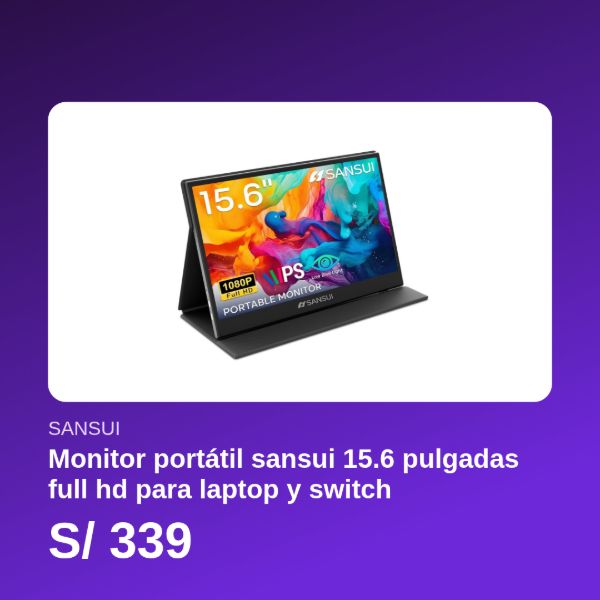 15.6"
SANSUI
IPS
1080P
Full HD
PORTABLE MONITOR
SANSUI
SANSUI
Monitor portátil sansui 15.6 pulgadas
full hd para laptop y switch
S/ 339